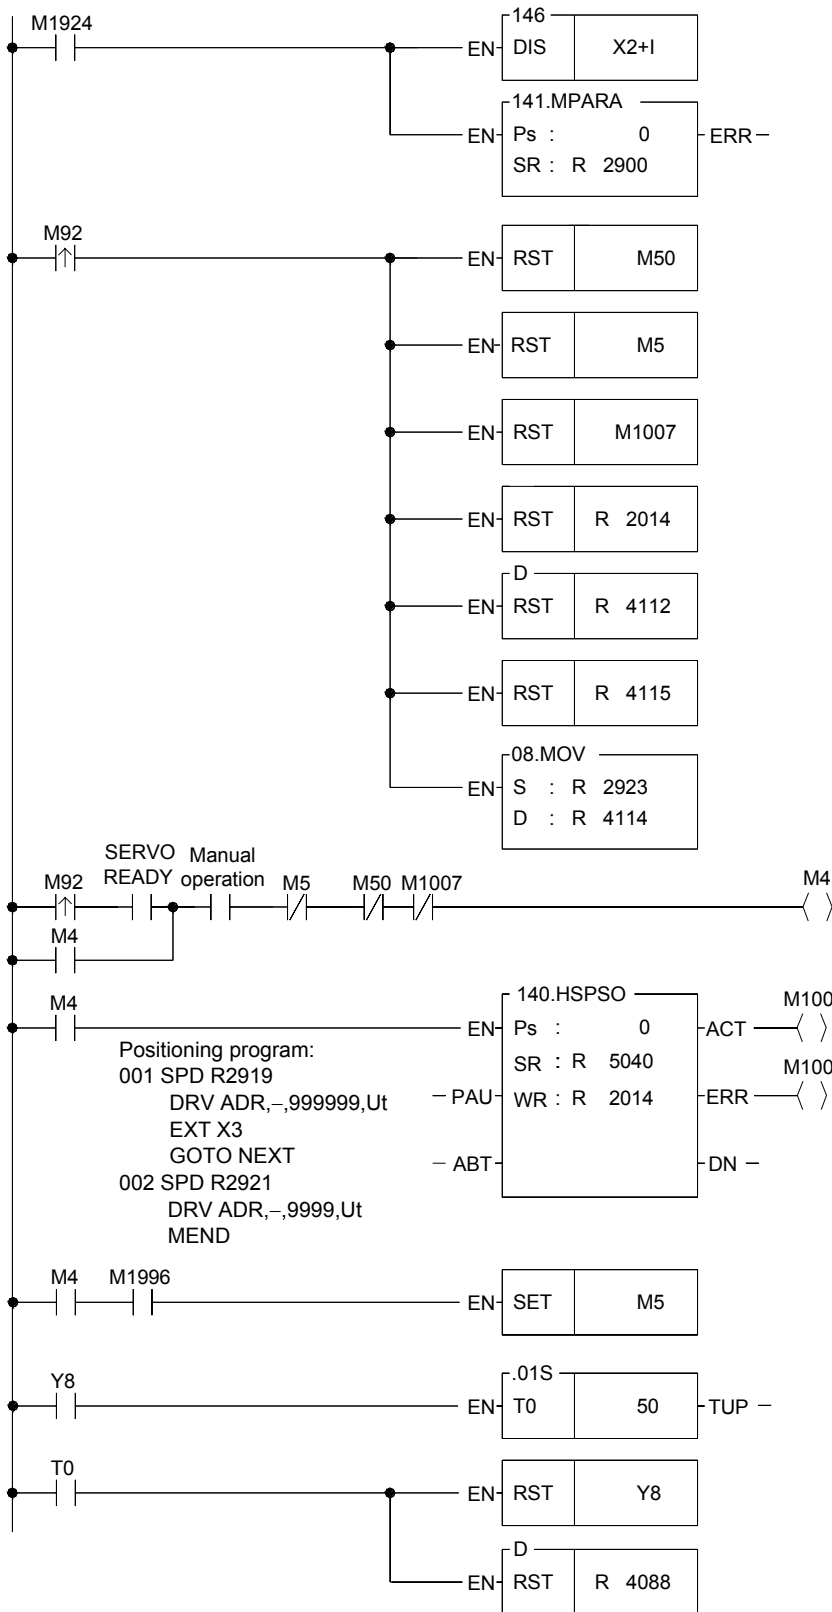 146
M1924
EN DIS X2+I
141.MPARA
EN Ps : 0 ERR
SR : R 2900
M92
EN RST M50
EN RST M5
EN RST M1007
EN RST R 2014
D
EN RST R 4112
EN RST R 4115
08.MOV
EN S : R 2923
D : R 4114
SERVO READY
Manual operation
M92 M5 M50 M1007 M4
M4
M4
140.HSPSO
M100
EN Ps : 0 ACT
SR : R 5040
M100
PAU WR : R 2014 ERR
ABT DN
Positioning program:
001 SPD R2919
DRV ADR,−,999999,Ut
EXT X3
GOTO NEXT
002 SPD R2921
DRV ADR,−,9999,Ut
MEND
M4 M1996
EN SET M5
Y8
.01S
EN T0 50 TUP
T0
EN RST Y8
D
EN RST R 4088